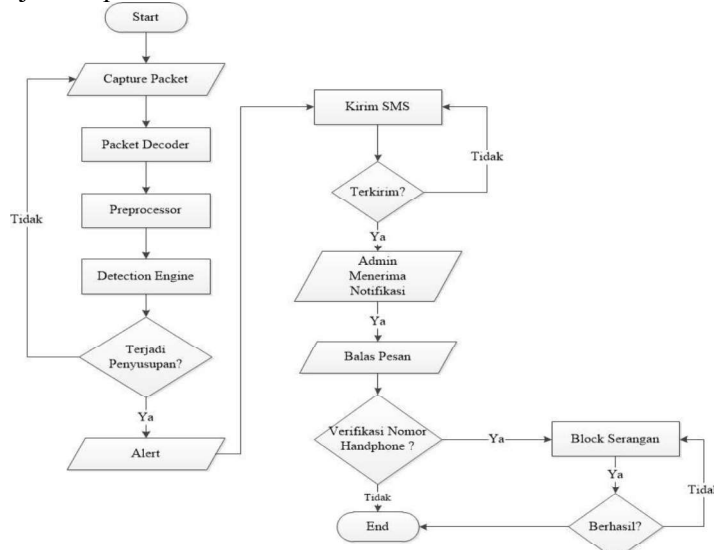 Start
Capture Packet
Packet Decoder
Preprocessor
Detection Engine
Terjadi
Penyusupan?
Tidak
Ya
Alert
Kirim SMS
Tidak
Terkirim?
Ya
Admin
Menerima
Notifikasi
Ya
Balas Pesan
Verifikasi Nomor
Handphone ?
Ya
Block Serangan
Ya
Tidak
Berhasil?
Tidak
End